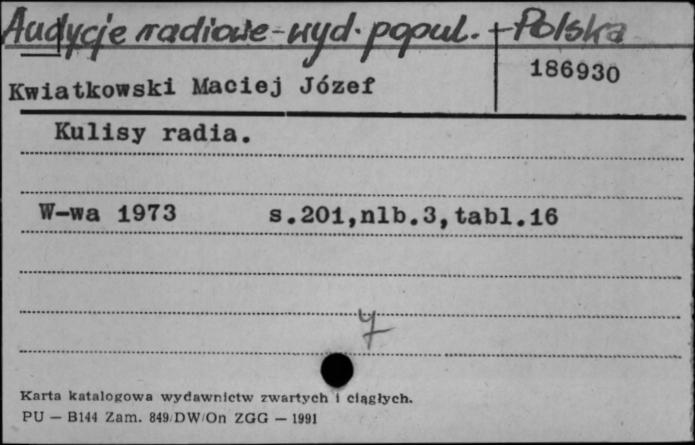 Audycje radiowe-wyd. popul. - Polska
186930
Kwiatkowski Maciej Józef
Kulisy radia.
W-wa 1973 s.201,nlb.3,tabl.16
Karta katalogowa wydawnictw zwartych i ciągłych.
PU — B144 Zam. 849/DW/On ZGG — 1991